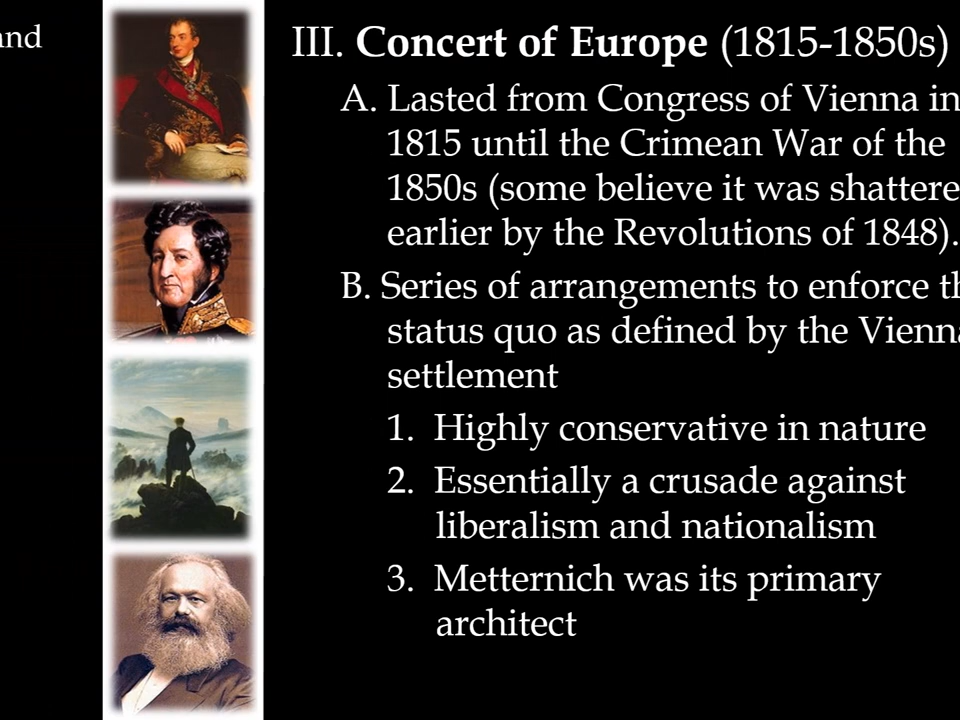 and
III. Concert of Europe (1815-1850s)
A. Lasted from Congress of Vienna in
1815 until the Crimean War of the
1850s (some believe it was shattere
earlier by the Revolutions of 1848).
B. Series of arrangements to enforce th
status quo as defined by the Vienna
settlement
1. Highly conservative in nature
2. Essentially a crusade against
liberalism and nationalism
3. Metternich was its primary
architect